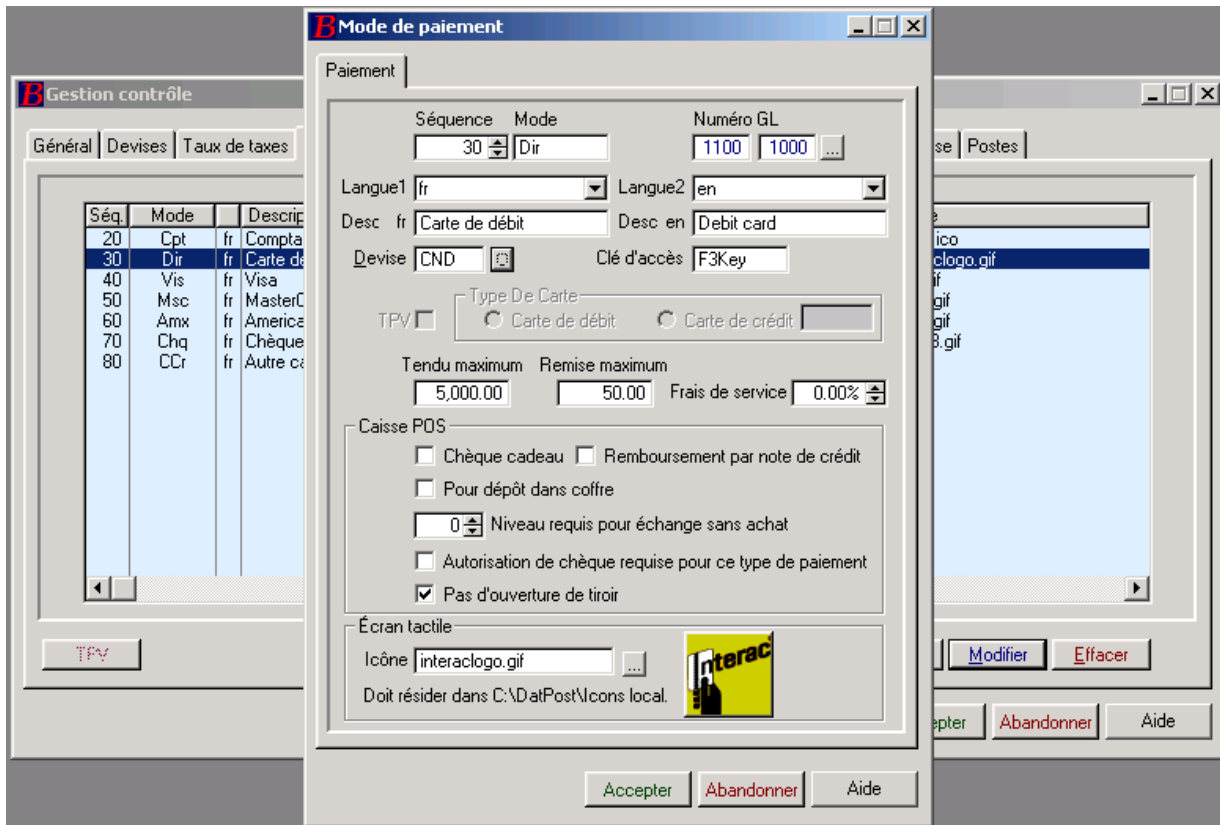 Mode de paiement
Paiement
Séquence Mode Numéro GL
30 Dir 1100 1000 ...
Langue1 fr Langue2 en
Desc fr Carte de débit Desc en Debit card
Devise CND Clé d'accès F3Key
TPV Type De Carte
Carte de débit Carte de crédit
Tendu maximum Remise maximum
5,000.00 50.00 Frais de service 0.00%
Caisse POS
Chèque cadeau Remboursement par note de crédit
Pour dépôt dans coffre
0 Niveau requis pour échange sans achat
Autorisation de chèque requise pour ce type de paiement
Pas d'ouverture de tiroir
Écran tactile
Icône interaclogo.gif ...
Interac
Doit résider dans C:\DatPost\Icons local.
Accepter Abandonner Aide
Gestion contrôle
Général Devises Taux de taxes se Postes
Séq. Mode Descrip
20 Cpt fr Compta ico
30 Dir fr Carte de clogo.gif
40 Vis fr Visa if
50 Msc fr MasterC gif
60 Amx fr America gif
70 Chq fr Chèque 3.gif
80 CCr fr Autre ca
TPV Modifier Effacer
epter Abandonner Aide